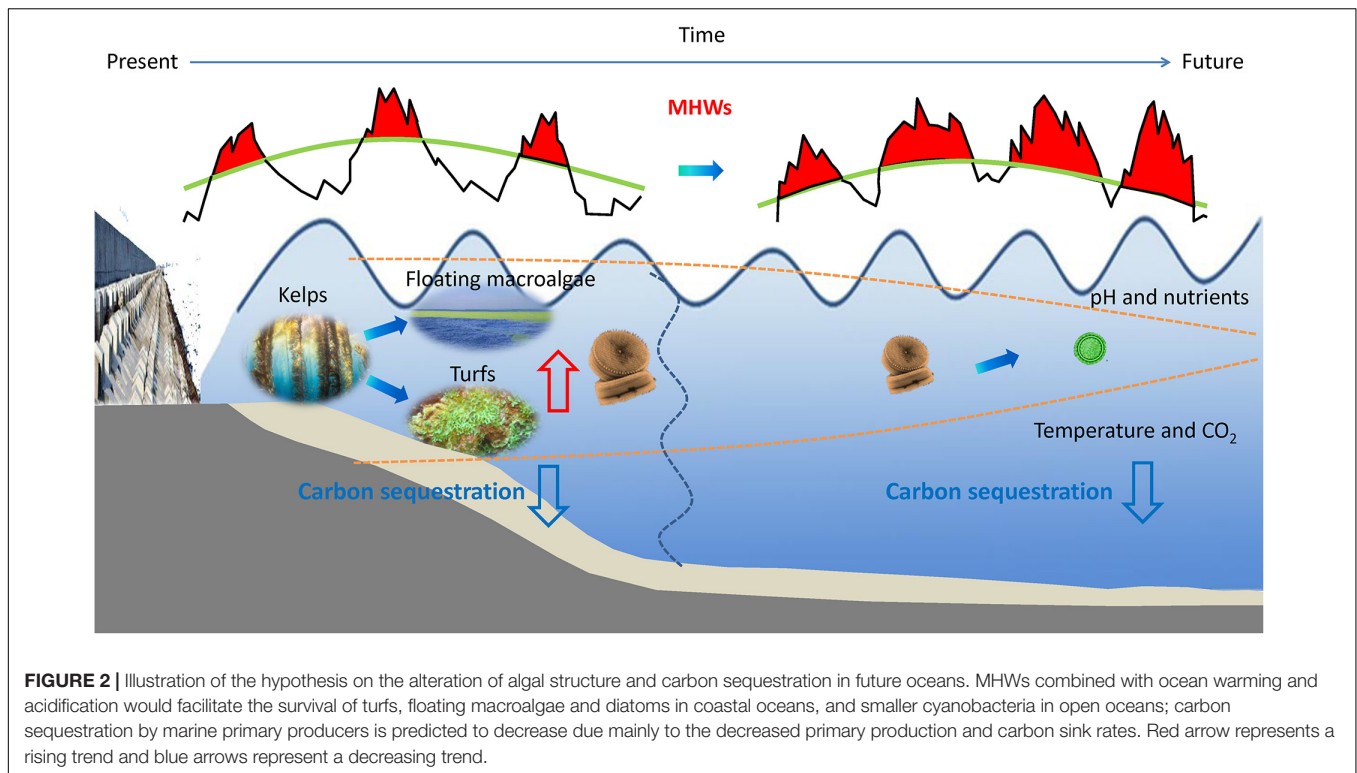 Time
Present
Future
MHWs
Floating macroalgae
Kelps
pH and nutrients
Turfs
Temperature and CO₂
Carbon sequestration
Carbon sequestration
FIGURE 2 | Illustration of the hypothesis on the alteration of algal structure and carbon sequestration in future oceans. MHWs combined with ocean warming and
acidification would facilitate the survival of turfs, floating macroalgae and diatoms in coastal oceans, and smaller cyanobacteria in open oceans; carbon
sequestration by marine primary producers is predicted to decrease due mainly to the decreased primary production and carbon sink rates. Red arrow represents a
rising trend and blue arrows represent a decreasing trend.